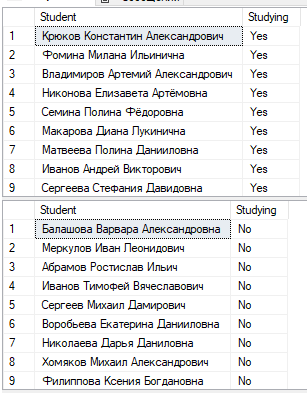 Student Studying
1 Крюков Константин Александрович Yes
2 Фомина Милана Ильинична Yes
3 Владимиров Артемий Александрович Yes
4 Никонова Елизавета Артёмовна Yes
5 Семина Полина Фёдоровна Yes
6 Макарова Диана Лукинична Yes
7 Матвеева Полина Данииловна Yes
8 Иванов Андрей Викторович Yes
9 Сергеева Стефания Давидовна Yes
Student Studying
1 Балашова Варвара Александровна No
2 Меркулов Иван Леонидович No
3 Абрамов Ростислав Ильич No
4 Иванов Тимофей Вячеславович No
5 Сергеев Михаил Дамирович No
6 Воробьева Екатерина Данииловна No
7 Николаева Дарья Даниловна No
8 Хомяков Михаил Александрович No
9 Филиппова Ксения Богдановна No